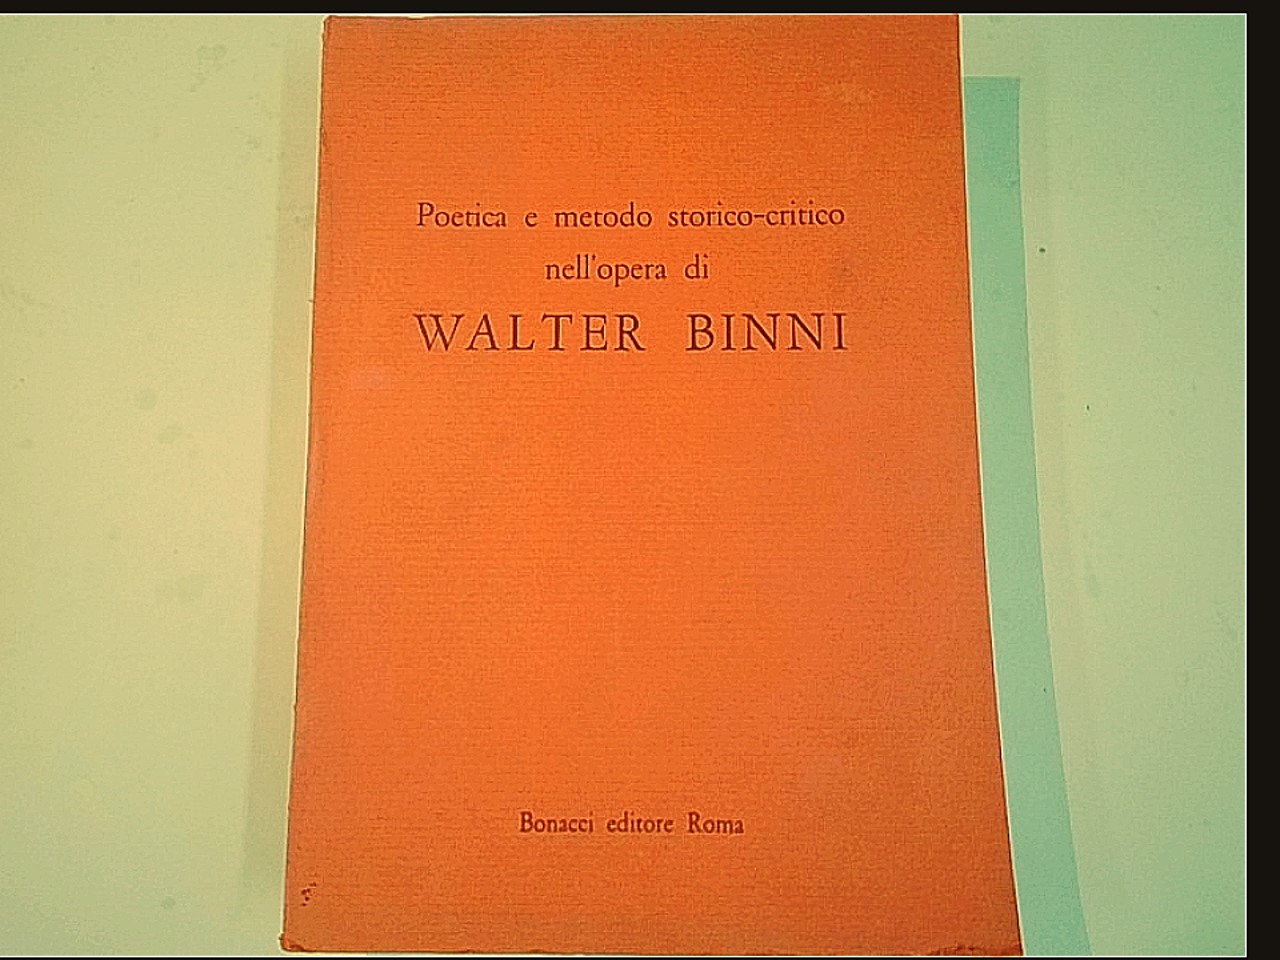 Poetica e metodo storico-critico
nell'opera di
WALTER BINNI
Bonacci editore Roma